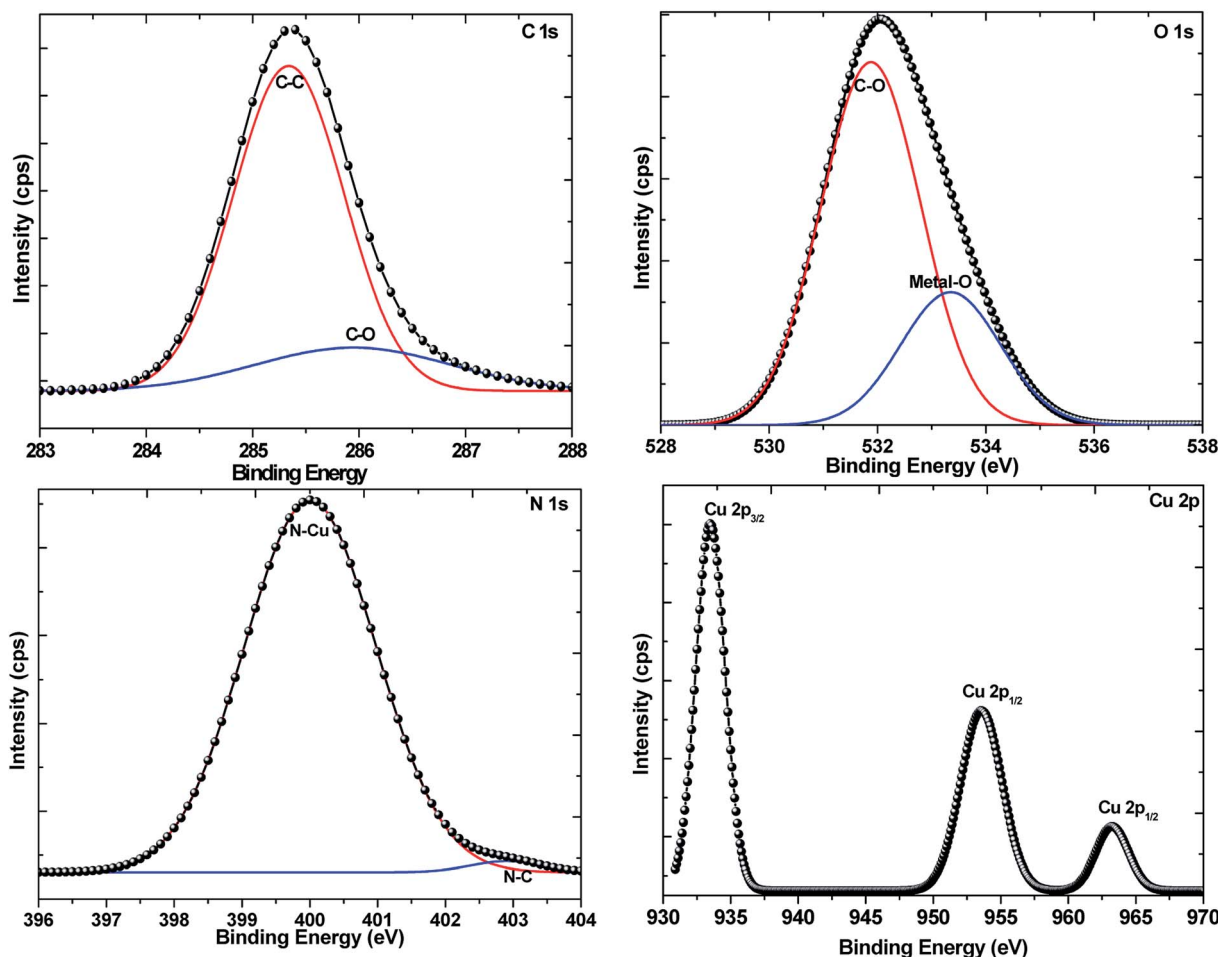 C 1s
C-C
C-O
Intensity (cps)
283 284 285 286 287 288
Binding Energy
O 1s
C-O
Metal-O
Intensity (cps)
528 530 532 534 536 538
Binding Energy (eV)
N 1s
N-Cu
N-C
Intensity (cps)
396 397 398 399 400 401 402 403 404
Binding Energy (eV)
Cu 2p
Cu 2p3/2
Cu 2p1/2
Cu 2p1/2
Intensity (cps)
930 935 940 945 950 955 960 965 970
Binding Energy (eV)